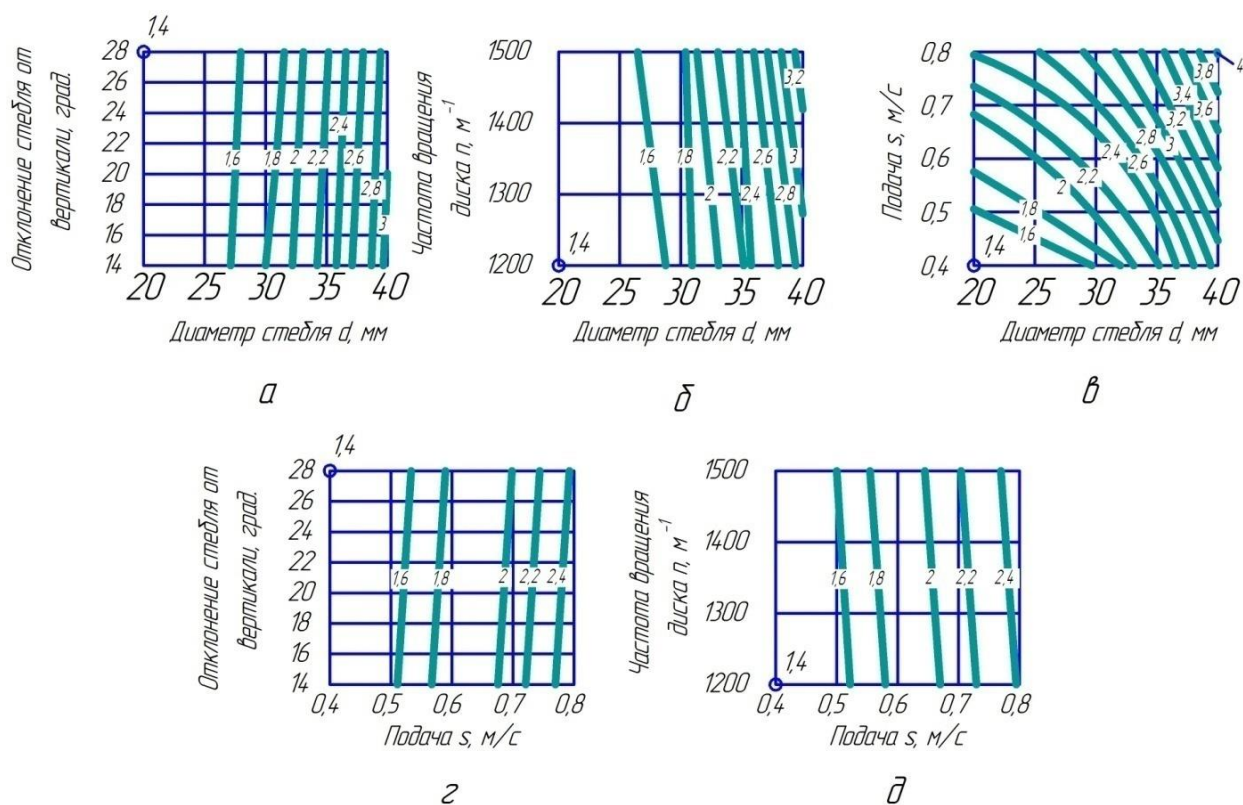 Отклонение стебля от
вертикали, град.
28
26
24
22
20
18
16
14
1,4
1,6
1,8
2
2,2
2,4
2,6
2,8
3
20 25 30 35 40
Диаметр стебля d, мм
а
Частота вращения
диска n, м⁻¹
1500
1400
1300
1200
1,4
1,6
1,8
2
2,2
2,4
2,6
2,8
3
3,2
20 25 30 35 40
Диаметр стебля d, мм
б
Подача s, м/с
0,8
0,7
0,6
0,5
0,4
1,4
1,6
1,8
2
2,2
2,4
2,6
2,8
3
3,2
3,4
3,6
3,8
4
20 25 30 35 40
Диаметр стебля d, мм
в
Отклонение стебля от
вертикали, град.
28
26
24
22
20
18
16
14
1,4
1,6 1,8 2 2,2 2,4
0,4 0,5 0,6 0,7 0,8
Подача s, м/с
г
Частота вращения
диска n, м⁻¹
1500
1400
1300
1200
1,4
1,6 1,8 2 2,2 2,4
0,4 0,5 0,6 0,7 0,8
Подача s, м/с
д